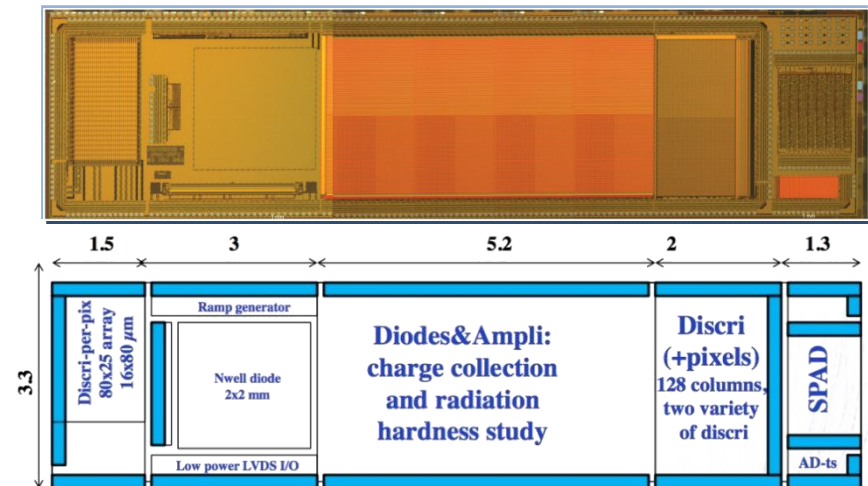 1.5
3
5.2
2
1.3
3.3
Discri-per-pix
80x25 array
16x80 μm
Ramp generator
Nwell diode
2x2 mm
Low power LVDS I/O
Diodes&Ampli:
charge collection
and radiation
hardness study
Discri
(+pixels)
128 columns,
two variety
of discri
SPAD
AD-ts